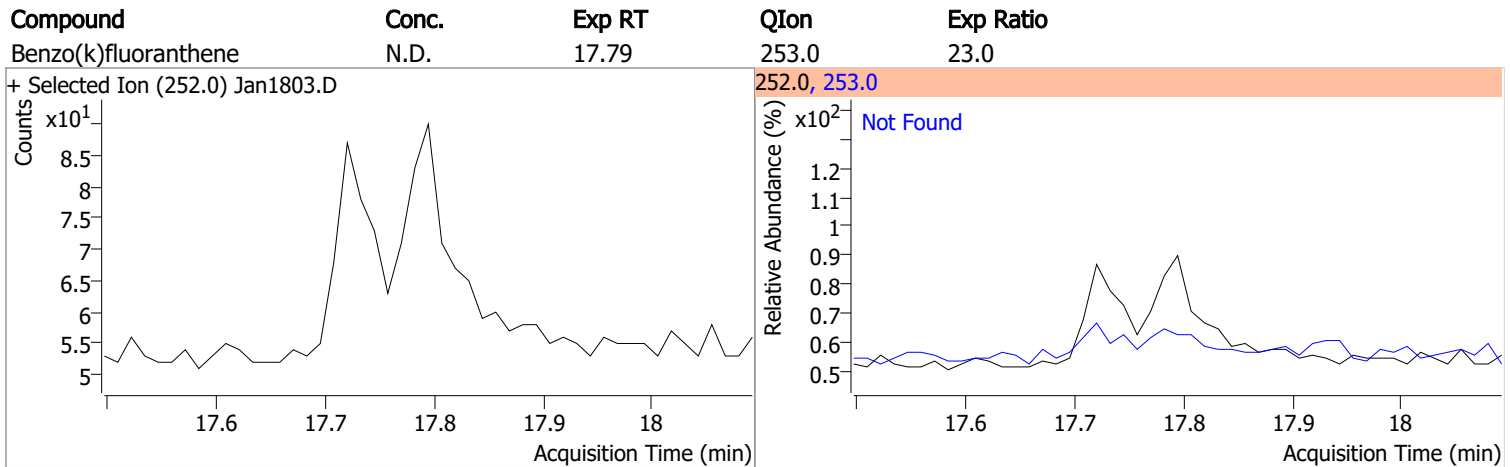 Compound Conc. Exp RT QIon Exp Ratio
Benzo(k)fluoranthene N.D. 17.79 253.0 23.0
+ Selected Ion (252.0) Jan1803.D
Counts
x10¹
8.5
8
7.5
7
6.5
6
5.5
5
17.6 17.7 17.8 17.9 18
Acquisition Time (min)
252.0, 253.0
Relative Abundance (%)
x10²
Not Found
1.2
1.1
1
0.9
0.8
0.7
0.6
0.5
17.6 17.7 17.8 17.9 18
Acquisition Time (min)